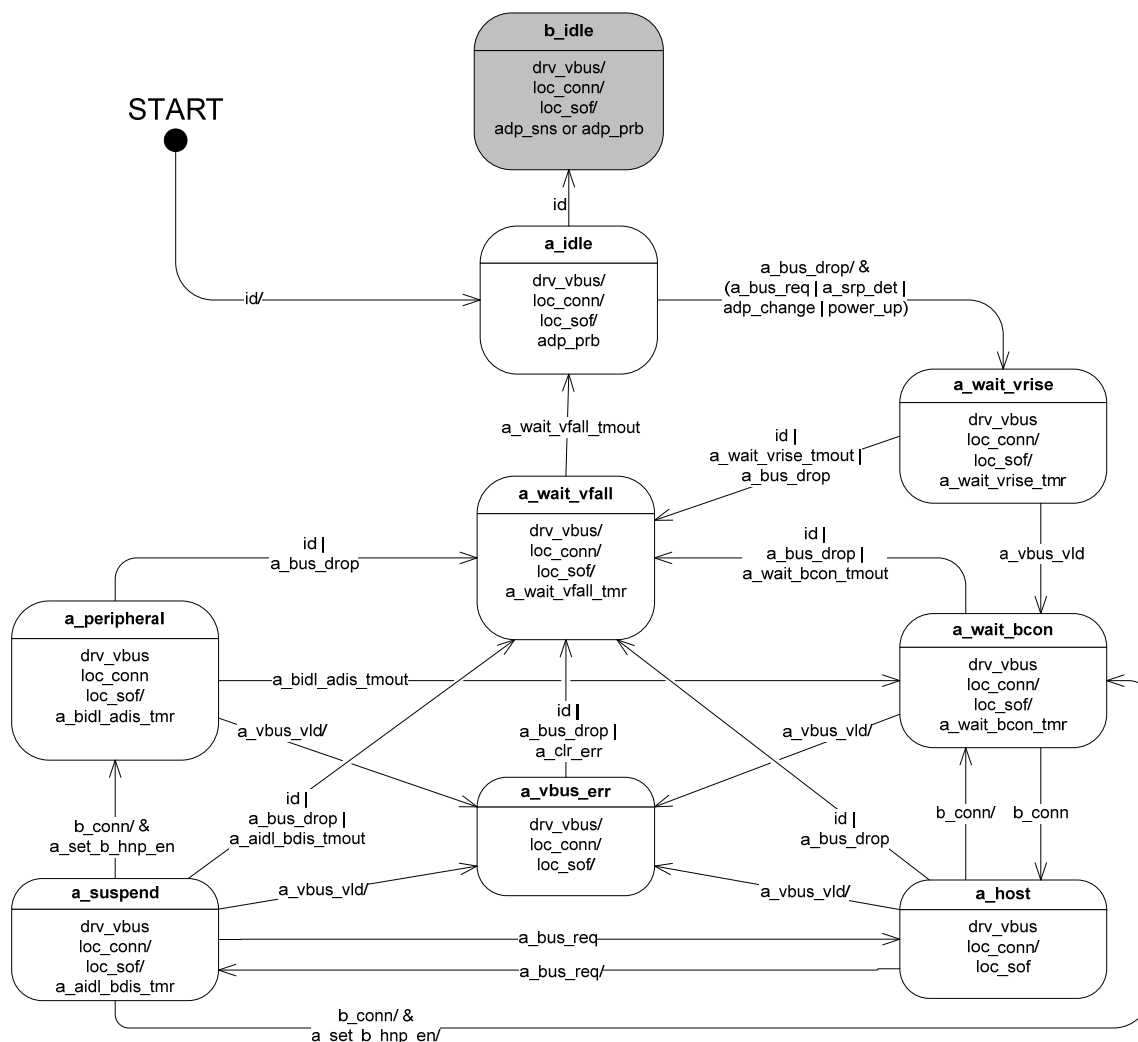 b_idle
drv_vbus/
loc_conn/
loc_sof/
adp_sns or adp_prb
START
id
a_idle
drv_vbus/
loc_conn/
loc_sof/
adp_prb
id/
a_bus_drop/ &
(a_bus_req | a_srp_det |
adp_change | power_up)
a_wait_vrise
drv_vbus
loc_conn/
loc_sof/
a_wait_vrise_tmr
a_wait_vfall_tmout
id |
a_wait_vrise_tmout |
a_bus_drop
a_wait_vfall
drv_vbus/
loc_conn/
loc_sof/
a_wait_vfall_tmr
id |
a_bus_drop
id |
a_bus_drop |
a_wait_bcon_tmout
a_vbus_vld
a_peripheral
drv_vbus
loc_conn
loc_sof/
a_bidl_adis_tmr
a_wait_bcon
drv_vbus
loc_conn/
loc_sof/
a_wait_bcon_tmr
a_bidl_adis_tmout
a_vbus_vld/
id |
a_bus_drop |
a_clr_err
a_vbus_vld/
a_vbus_err
drv_vbus/
loc_conn/
loc_sof/
b_conn/ &
a_set_b_hnp_en
id |
a_bus_drop |
a_aidl_bdis_tmout
id |
a_bus_drop
b_conn/
b_conn
a_suspend
drv_vbus
loc_conn/
loc_sof/
a_aidl_bdis_tmr
a_vbus_vld/
a_vbus_vld/
a_host
drv_vbus
loc_conn/
loc_sof
a_bus_req
a_bus_req/
b_conn/ &
a_set_b_hnp_en/